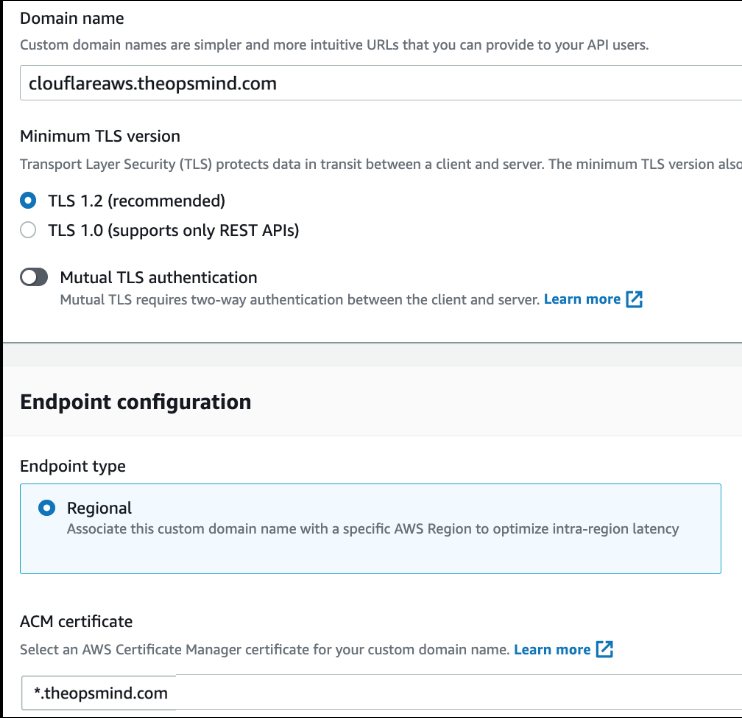 Domain name
Custom domain names are simpler and more intuitive URLs that you can provide to your API users.
clouflareaws.theopsmind.com
Minimum TLS version
Transport Layer Security (TLS) protects data in transit between a client and server. The minimum TLS version also
TLS 1.2 (recommended)
TLS 1.0 (supports only REST APIs)
Mutual TLS authentication
Mutual TLS requires two-way authentication between the client and server. Learn more
Endpoint configuration
Endpoint type
Regional
Associate this custom domain name with a specific AWS Region to optimize intra-region latency
ACM certificate
Select an AWS Certificate Manager certificate for your custom domain name. Learn more
*.theopsmind.com